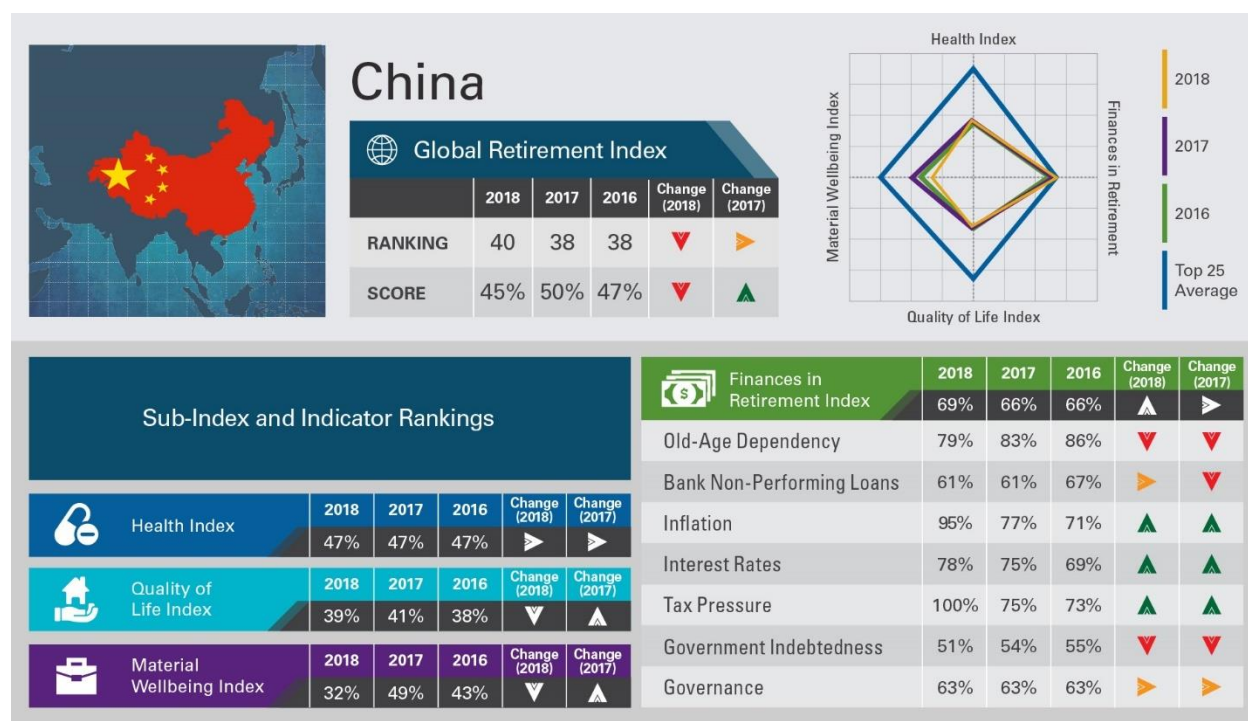 China
Global Retirement Index
2018 2017 2016 Change (2018) Change (2017)
RANKING 40 38 38
SCORE 45% 50% 47%
Health Index
Material Wellbeing Index
Finances in Retirement
Quality of Life Index
2018
2017
2016
Top 25
Average
Sub-Index and Indicator Rankings
Health Index
2018 2017 2016 Change (2018) Change (2017)
47% 47% 47%
Quality of
Life Index
2018 2017 2016 Change (2018) Change (2017)
39% 41% 38%
Material
Wellbeing Index
2018 2017 2016 Change (2018) Change (2017)
32% 49% 43%
Finances in
Retirement Index
2018 2017 2016 Change (2018) Change (2017)
69% 66% 66%
Old-Age Dependency 79% 83% 86%
Bank Non-Performing Loans 61% 61% 67%
Inflation 95% 77% 71%
Interest Rates 78% 75% 69%
Tax Pressure 100% 75% 73%
Government Indebtedness 51% 54% 55%
Governance 63% 63% 63%